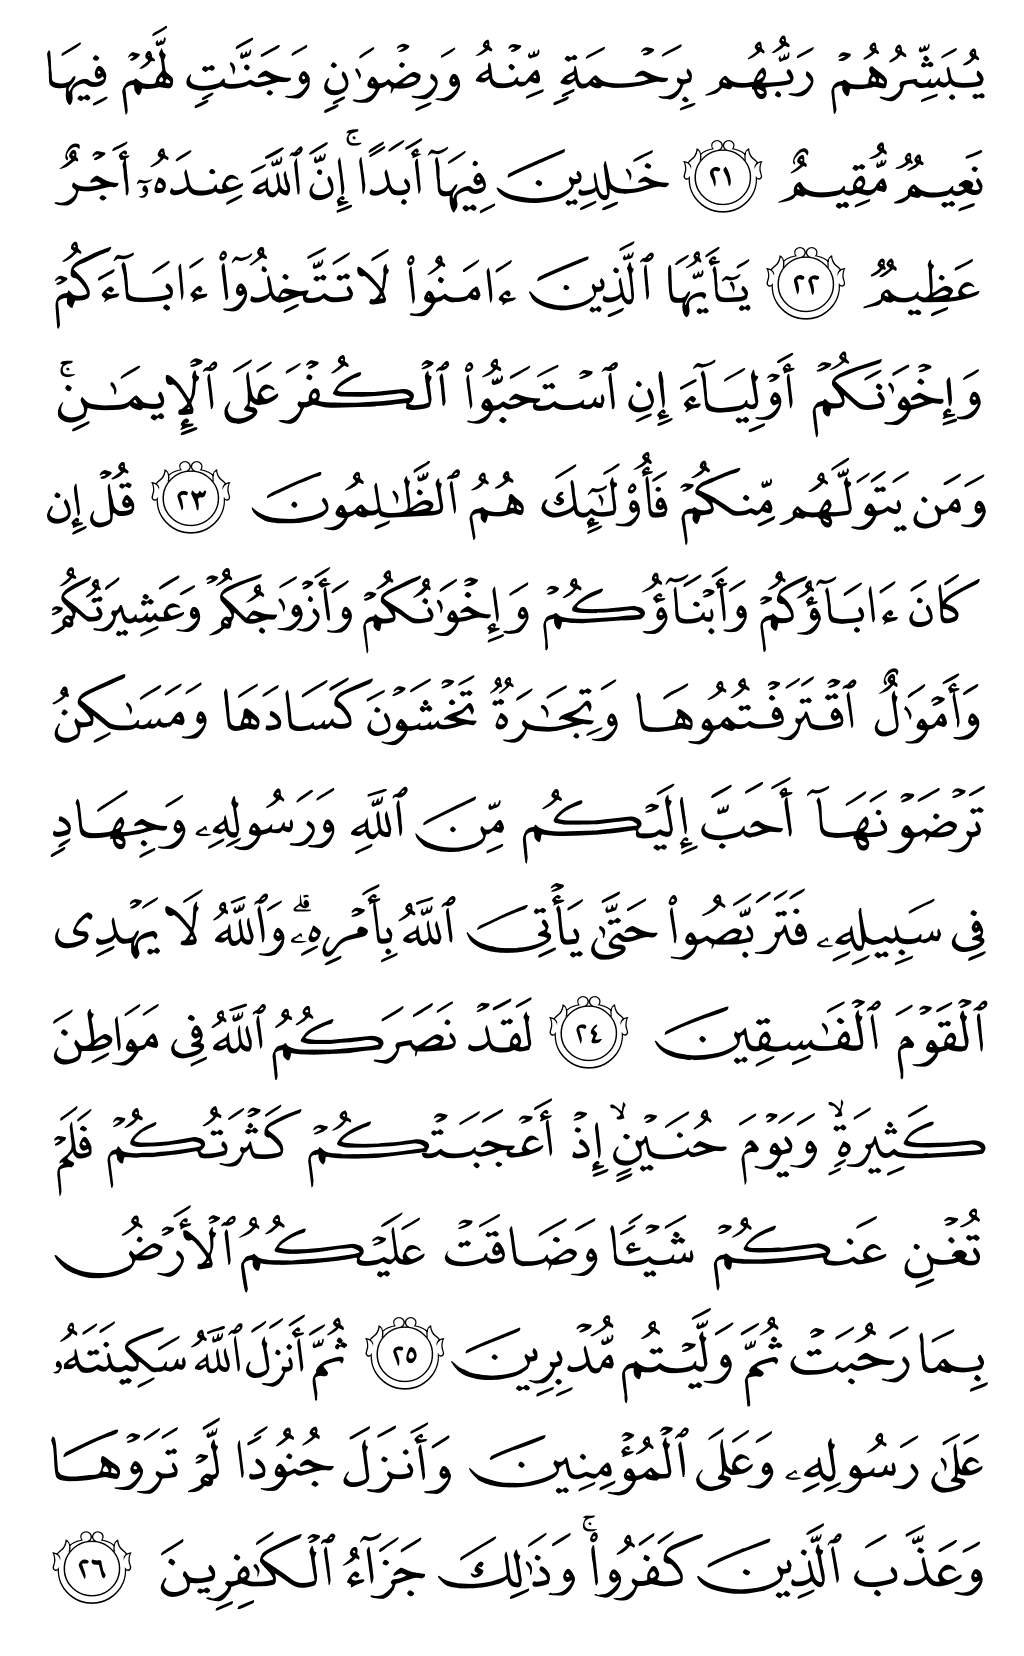 يُبَشِّرُهُمۡ رَبُّهُم بِرَحۡمَةٖ مِّنۡهُ وَرِضۡوَٰنٖ وَجَنَّٰتٖ لَّهُمۡ فِيهَا
نَعِيمٞ مُّقِيمٌ ٢١ خَٰلِدِينَ فِيهَآ أَبَدًاۚ إِنَّ ٱللَّهَ عِندَهُۥٓ أَجۡرٌ
عَظِيمٞ ٢٢ يَٰٓأَيُّهَا ٱلَّذِينَ ءَامَنُواْ لَا تَتَّخِذُوٓاْ ءَابَآءَكُمۡ
وَإِخۡوَٰنَكُمۡ أَوۡلِيَآءَ إِنِ ٱسۡتَحَبُّواْ ٱلۡكُفۡرَ عَلَى ٱلۡإِيمَٰنِۚ
وَمَن يَتَوَلَّهُم مِّنكُمۡ فَأُوْلَٰٓئِكَ هُمُ ٱلظَّٰلِمُونَ ٢٣ قُلۡ إِن
كَانَ ءَابَآؤُكُمۡ وَأَبۡنَآؤُكُمۡ وَإِخۡوَٰنُكُمۡ وَأَزۡوَٰجُكُمۡ وَعَشِيرَتُكُمۡ
وَأَمۡوَٰلٌ ٱقۡتَرَفۡتُمُوهَا وَتِجَٰرَةٞ تَخۡشَوۡنَ كَسَادَهَا وَمَسَٰكِنُ
تَرۡضَوۡنَهَآ أَحَبَّ إِلَيۡكُم مِّنَ ٱللَّهِ وَرَسُولِهِۦ وَجِهَادٖ
فِي سَبِيلِهِۦ فَتَرَبَّصُواْ حَتَّىٰ يَأۡتِيَ ٱللَّهُ بِأَمۡرِهِۦۗ وَٱللَّهُ لَا يَهۡدِي
ٱلۡقَوۡمَ ٱلۡفَٰسِقِينَ ٢٤ لَقَدۡ نَصَرَكُمُ ٱللَّهُ فِي مَوَاطِنَ
كَثِيرَةٖۙ وَيَوۡمَ حُنَيۡنٍۙ إِذۡ أَعۡجَبَتۡكُمۡ كَثۡرَتُكُمۡ فَلَمۡ
تُغۡنِ عَنكُمۡ شَيۡـٔٗا وَضَاقَتۡ عَلَيۡكُمُ ٱلۡأَرۡضُ
بِمَا رَحُبَتۡ ثُمَّ وَلَّيۡتُم مُّدۡبِرِينَ ٢٥ ثُمَّ أَنزَلَ ٱللَّهُ سَكِينَتَهُۥ
عَلَىٰ رَسُولِهِۦ وَعَلَى ٱلۡمُؤۡمِنِينَ وَأَنزَلَ جُنُودٗا لَّمۡ تَرَوۡهَا
وَعَذَّبَ ٱلَّذِينَ كَفَرُواْۚ وَذَٰلِكَ جَزَآءُ ٱلۡكَٰفِرِينَ ٢٦